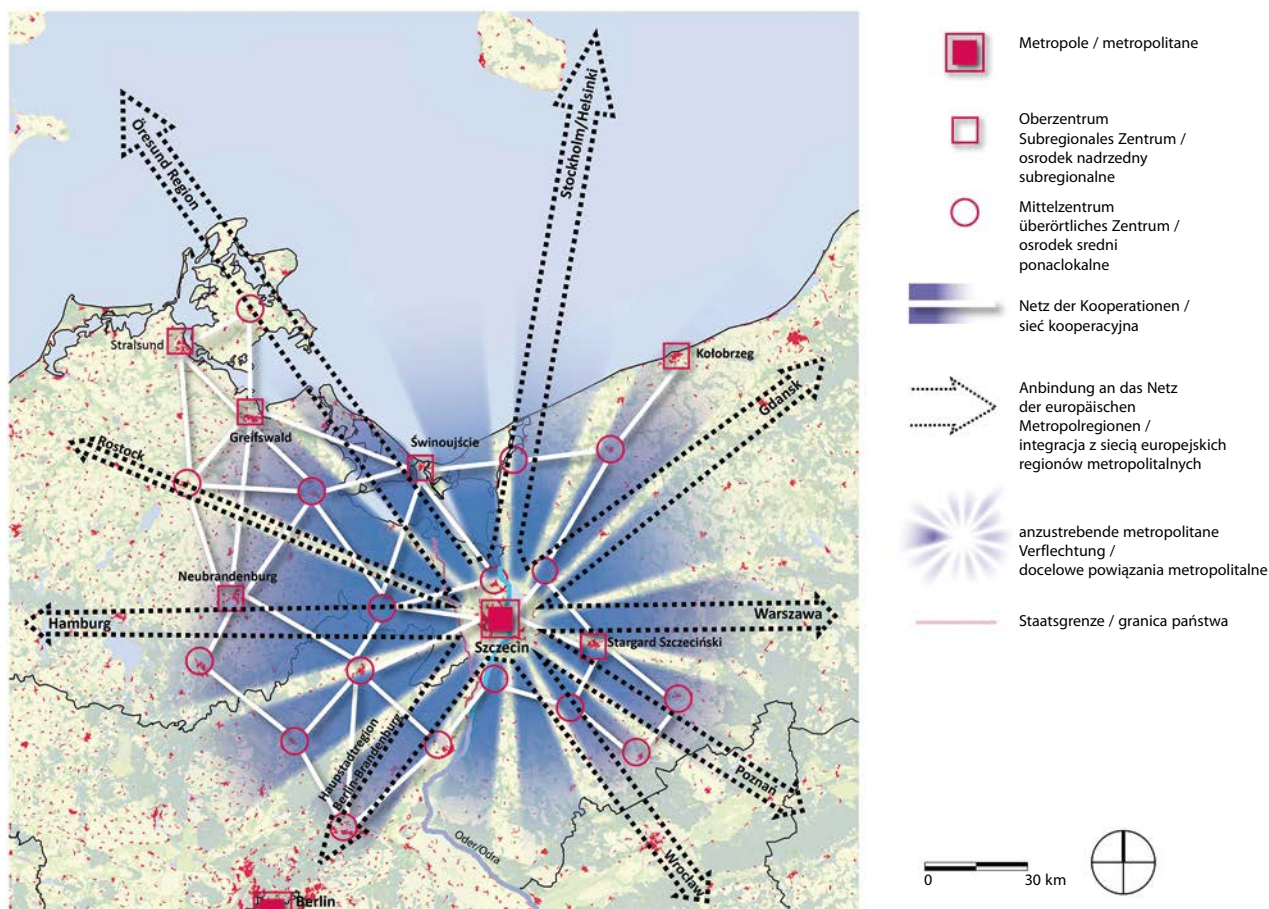 Öresund Region
Stockholm/Helsinki
Stralsund
Kołobrzeg
Gdansk
Greifswald
Świnoujście
Rostock
Neubrandenburg
Hamburg
Warszawa
Szczecin
Stargard Szczeciński
Haupstadtregion
Berlin-Brandenburg
Poznań
Oder/Odra
Wrocław
Berlin
Metropole / metropolitane
Oberzentrum
Subregionales Zentrum /
osrodek nadrzedny
subregionalne
Mittelzentrum
überörtliches Zentrum /
osrodek sredni
ponaclokalne
Netz der Kooperationen /
sieć kooperacyjna
Anbindung an das Netz
der europäischen
Metropolregionen /
integracja z siecią europejskich
regionów metropolitalnych
anzustrebende metropolitane
Verflechtung /
docelowe powiązania metropolitalne
Staatsgrenze / granica państwa
0 30 km